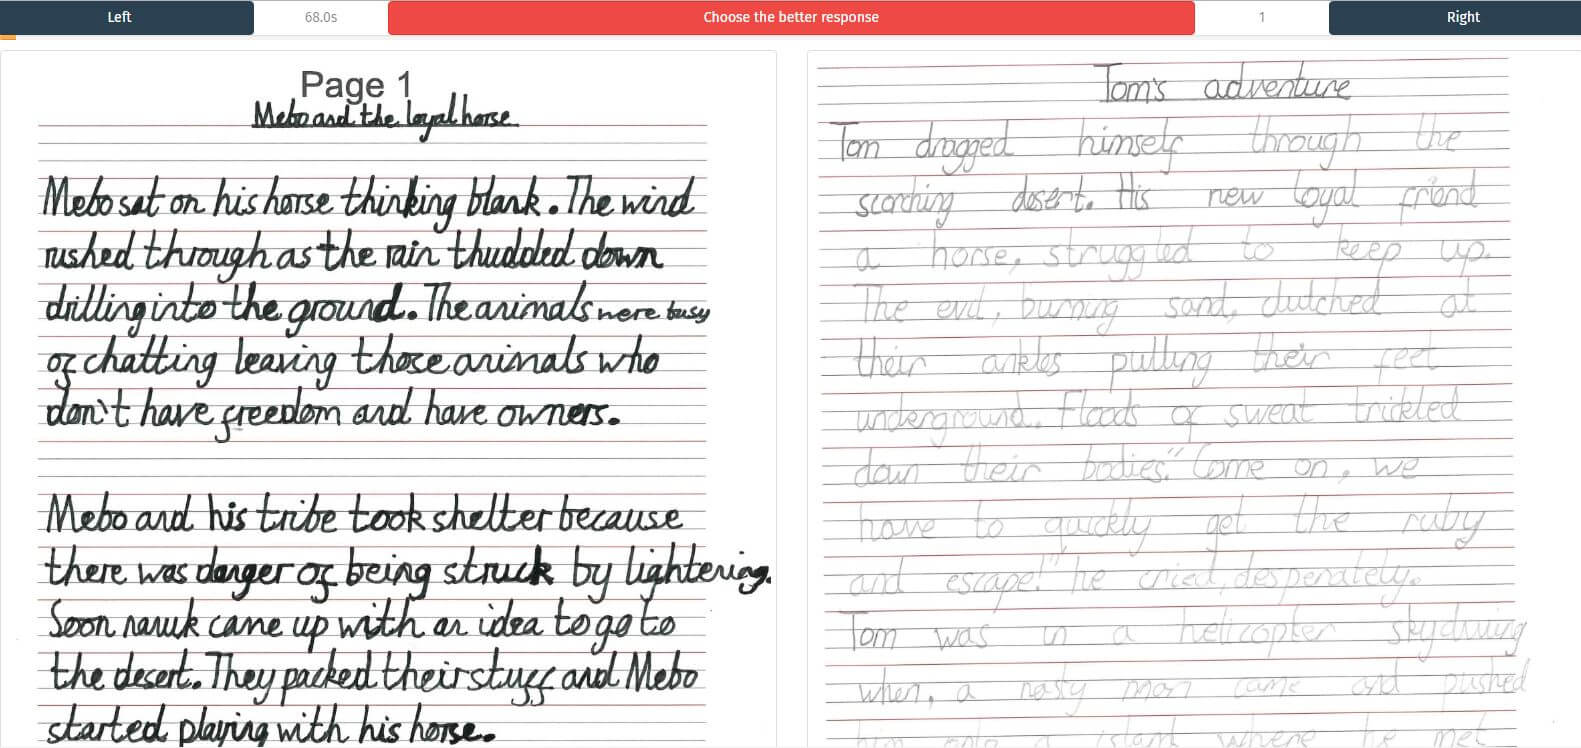 Left
68.0s
Choose the better response
1
Right
Page 1
Mebo and the loyal horse
Mebo sat on his horse thinking blank. The wind
rushed through as the rain thudded down
drilling into the ground. The animals were busy
of chatting leaving those animals who
don't have freedom and have owners.
Mebo and his tribe took shelter because
there was danger of being struck by lightering.
Soon naruk came up with an idea to go to
the desert. They packed their stuff and Mebo
started playing with his horse.
Tom's adventure
Tom dragged himself through the
scorching desert. His new loyal friend
a horse, struggled to keep up.
The evil, burning sand, clutched at
their ankles pulling their feet
underground. Floods of sweat trickled
down their bodies. "Come on, we
have to quickly get the ruby
and escape!" he cried, desperately.
Tom was in a helicopter skydiving
when, a nasty man came and pushed
him onto a island where he met